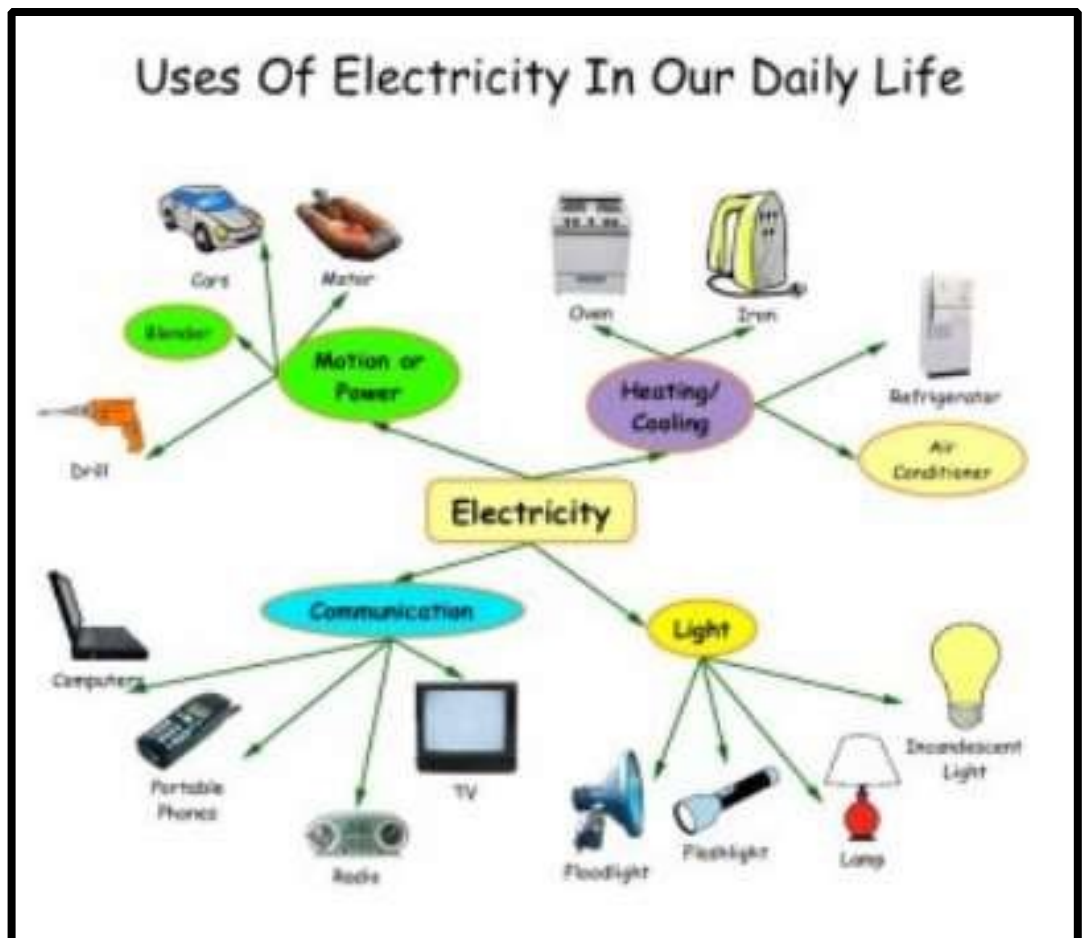 Uses Of Electricity In Our Daily Life
Cars
Motor
Blender
Motion or
Power
Drill
Oven
Iron
Heating/
Cooling
Refrigerator
Air
Conditioner
Electricity
Communication
Computers
Portable
Phones
Radio
TV
Light
Floodlight
Flashlight
Lamp
Incandescent
Light